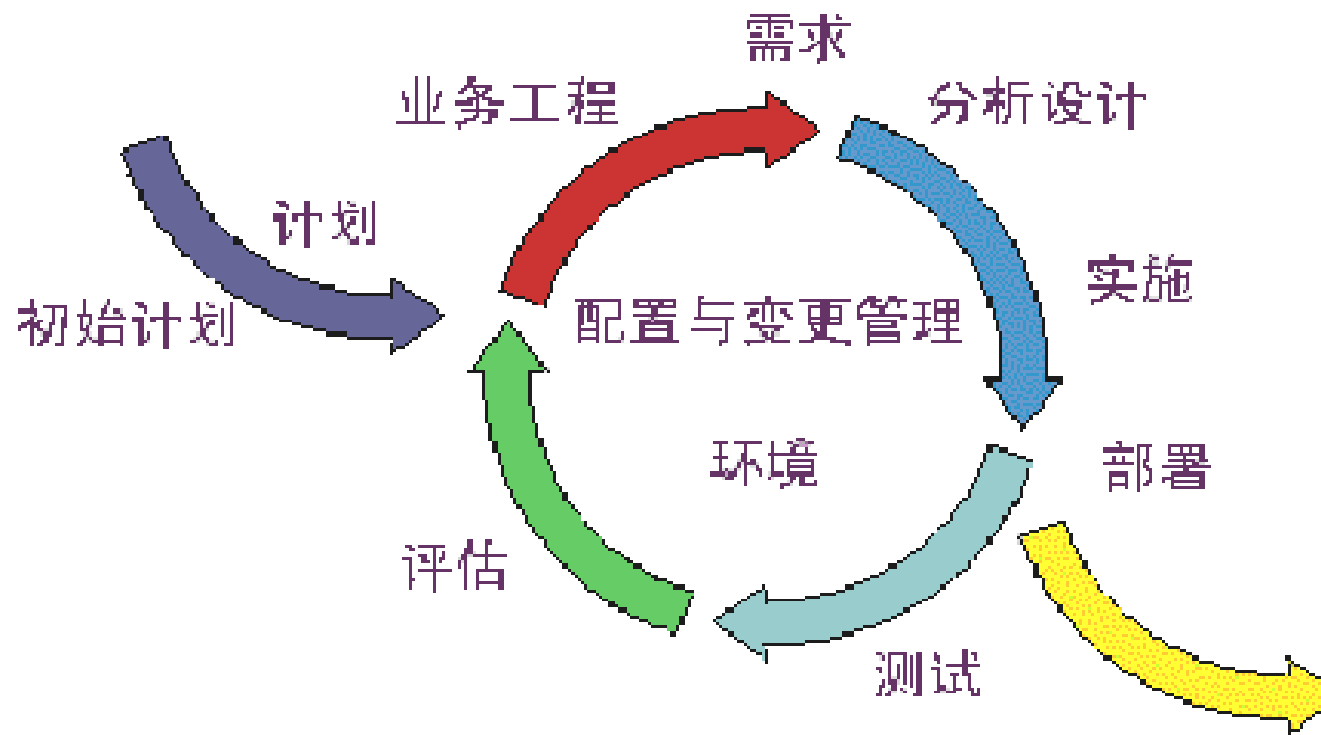 需求
业务工程
分析设计
计划
实施
初始计划
配置与变更管理
环境
部署
评估
测试